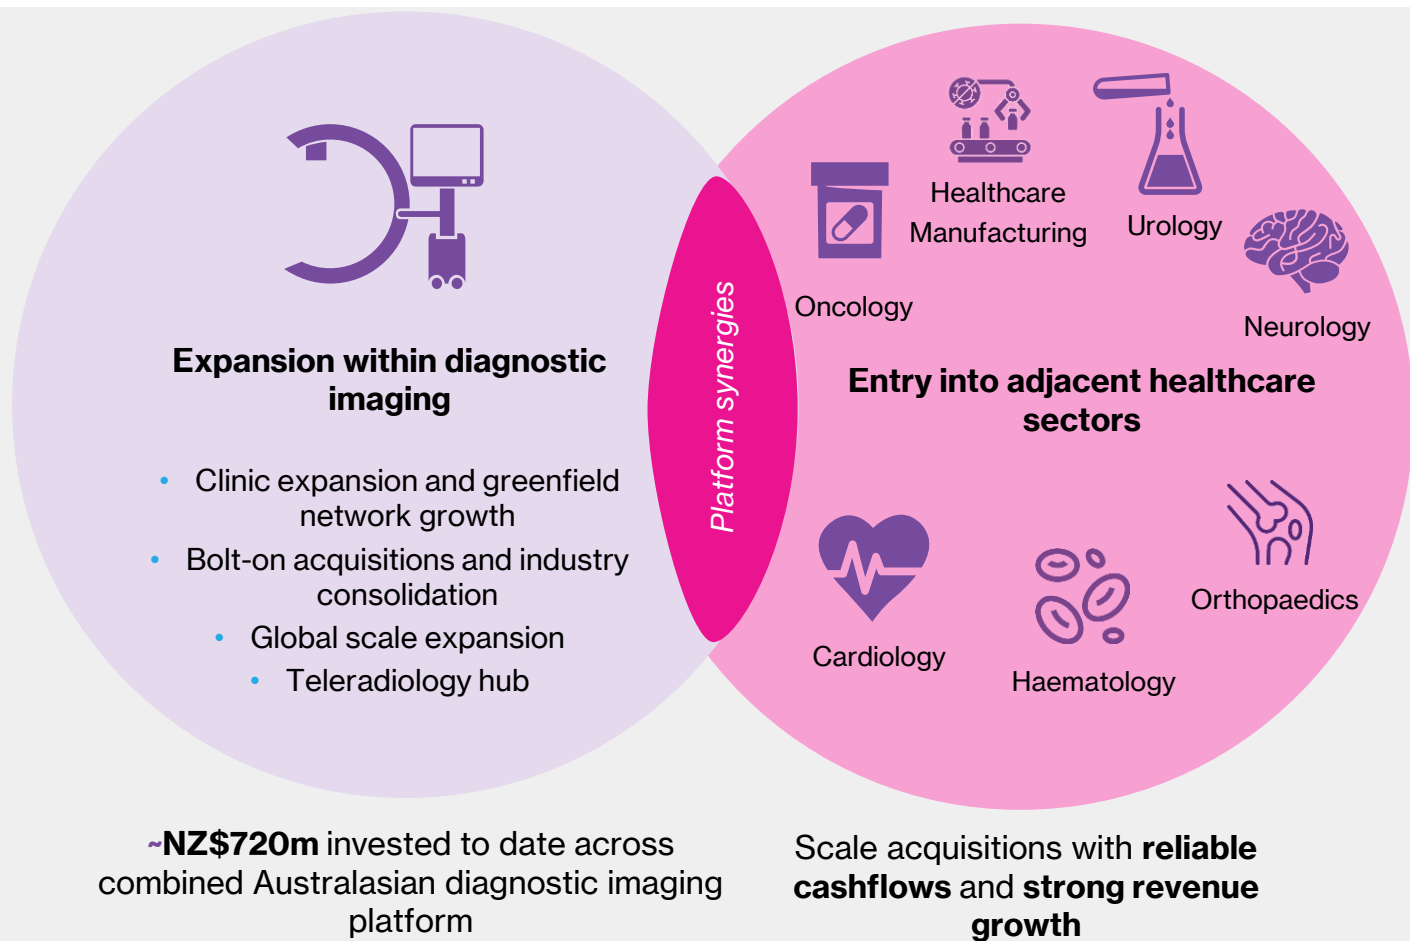 Expansion within diagnostic
imaging
• Clinic expansion and greenfield
network growth
• Bolt-on acquisitions and industry
consolidation
• Global scale expansion
• Teleradiology hub
~NZ$720m invested to date across
combined Australasian diagnostic imaging
platform
Platform synergies
Healthcare
Manufacturing
Urology
Oncology
Neurology
Entry into adjacent healthcare
sectors
Cardiology
Haematology
Orthopaedics
Scale acquisitions with reliable
cashflows and strong revenue
growth